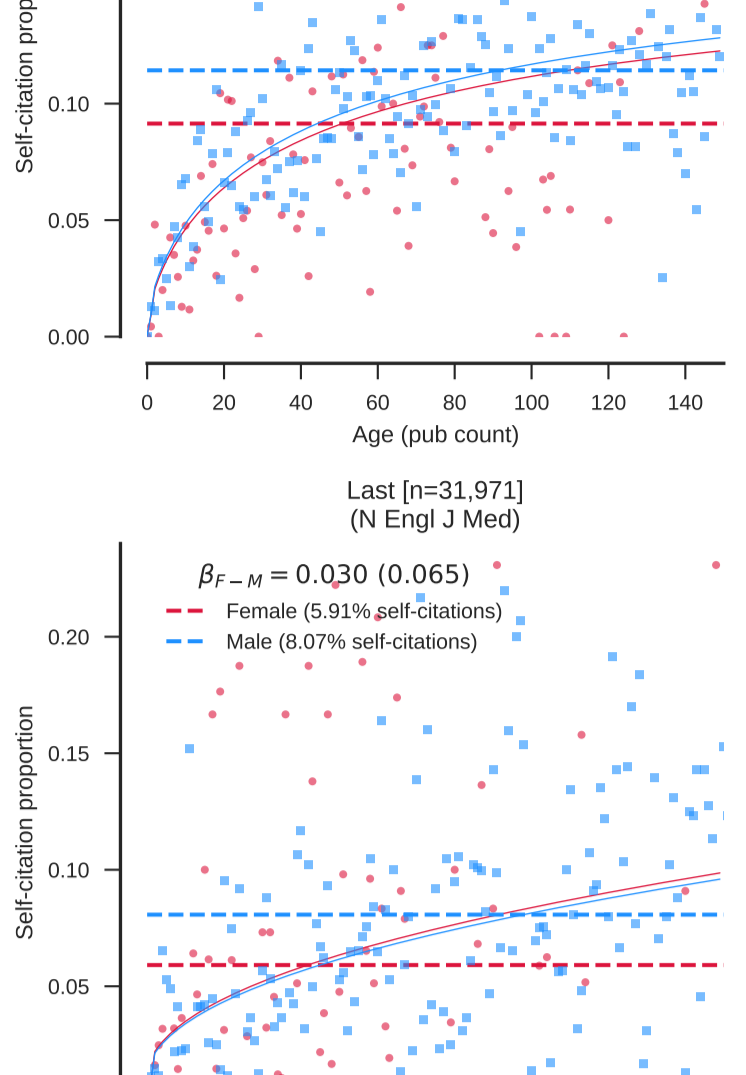 Self-citation prop
0.10
0.05
0.00
0 20 40 60 80 100 120 140
Age (pub count)
Last [n=31,971]
(N Engl J Med)
βF − M = 0.030 (0.065)
Female (5.91% self-citations)
Male (8.07% self-citations)
Self-citation proportion
0.20
0.15
0.10
0.05